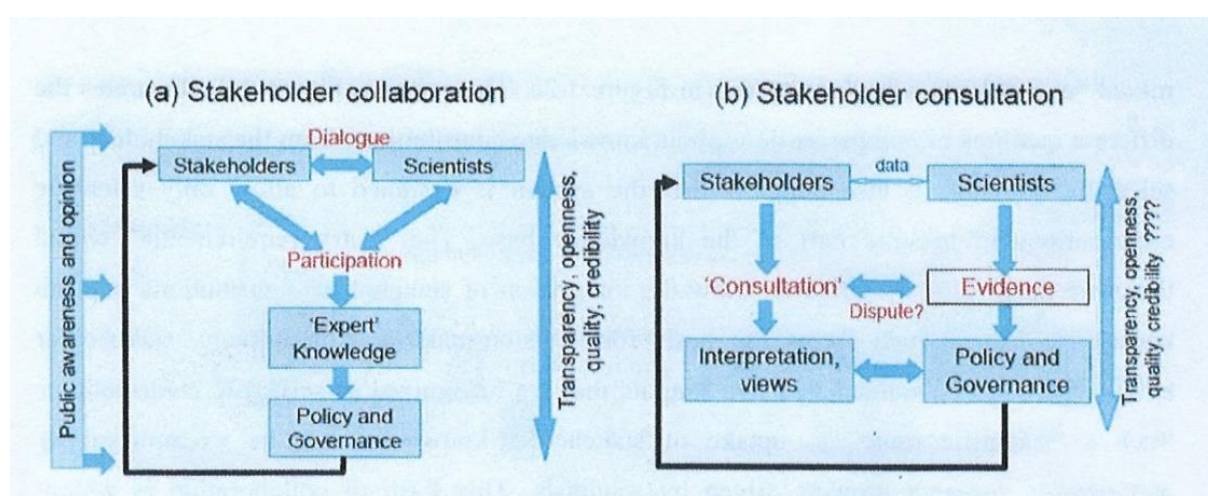 (a) Stakeholder collaboration
Public awareness and opinion
Dialogue
Stakeholders
Scientists
Participation
'Expert'
Knowledge
Policy and
Governance
Transparency, openness,
quality, credibility
(b) Stakeholder consultation
Stakeholders
data
Scientists
'Consultation'
Evidence
Dispute?
Interpretation,
views
Policy and
Governance
Transparency, openness,
quality, credibility ????